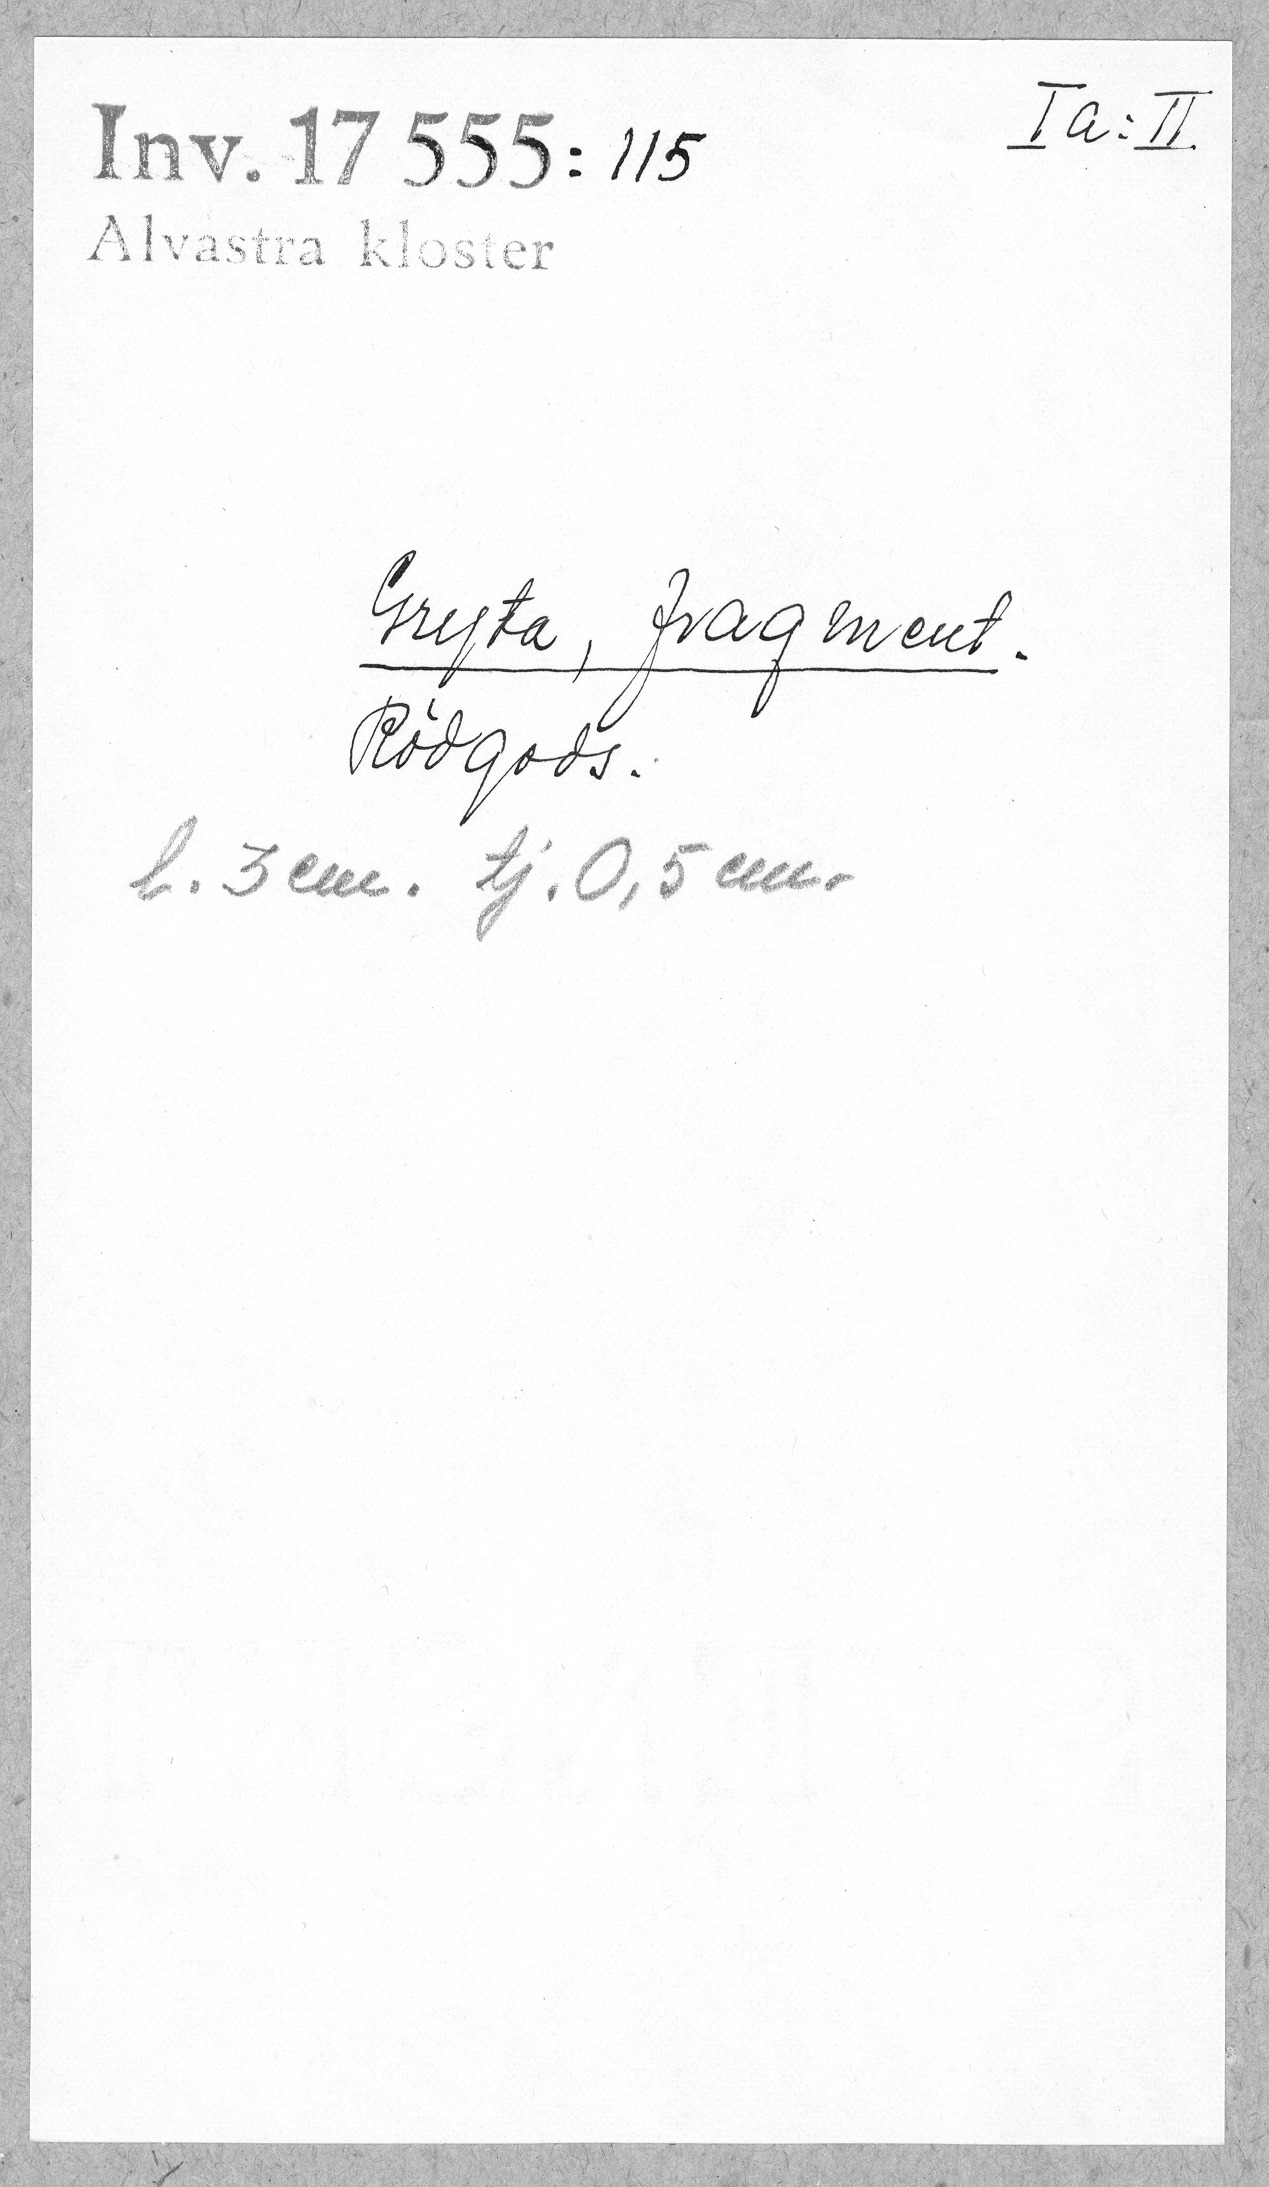 Inv. 17 555:115
Ia:II.
Alvastra kloster
Gryta, fragment.
Rödgods.
l. 3 cm. tj. 0,5 cm.